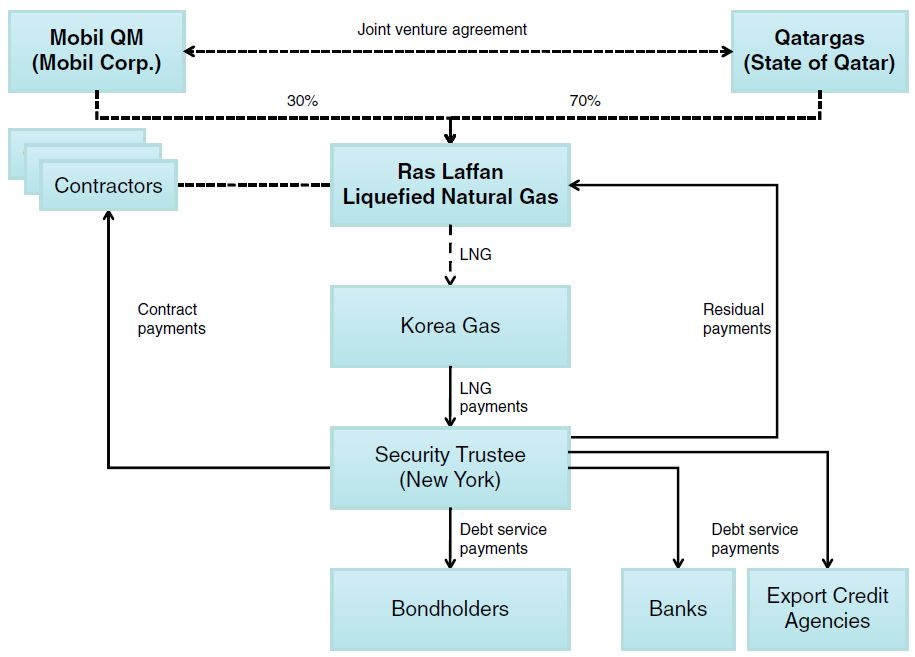 Mobil QM
(Mobil Corp.)
Joint venture agreement
Qatargas
(State of Qatar)
30%
70%
Contractors
Ras Laffan
Liquefied Natural Gas
LNG
Contract
payments
Korea Gas
Residual
payments
LNG
payments
Security Trustee
(New York)
Debt service
payments
Debt service
payments
Bondholders
Banks
Export Credit
Agencies